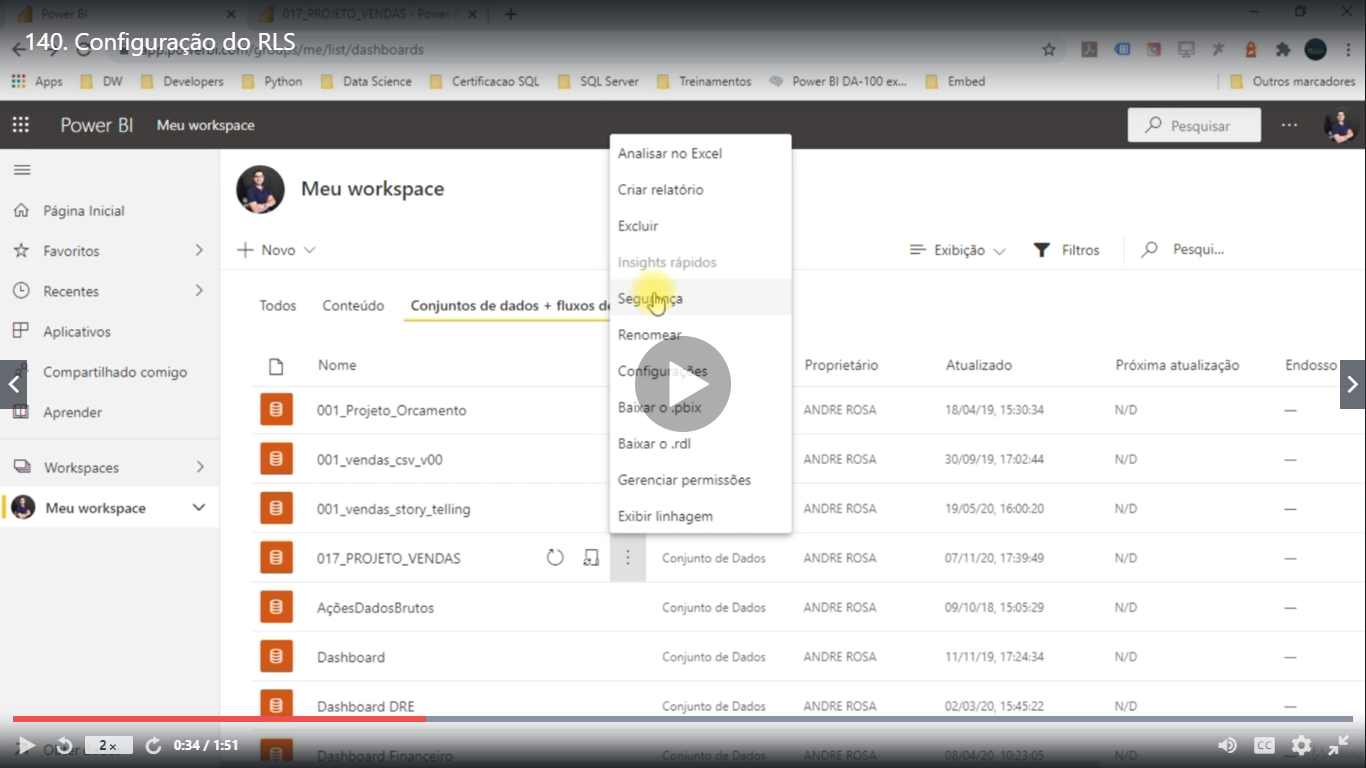 Power BI
017_PROJETO_VENDAS - Power
140. Configuração do RLS
app.powerbi.com/groups/me/list/dashboards
Apps DW Developers Python Data Science Certificacao SQL SQL Server Treinamentos Power BI DA-100 ex... Embed Outros marcadores
Power BI Meu workspace Pesquisar
Meu workspace
Página Inicial
Favoritos
Recentes
Aplicativos
Compartilhado comigo
Aprender
Workspaces
Meu workspace
Novo
Exibição Filtros Pesqui...
Todos Conteúdo Conjuntos de dados + fluxos de
Analisar no Excel
Criar relatório
Excluir
Insights rápidos
Segurança
Renomear
Configurações
Baixar o .pbix
Baixar o .rdl
Gerenciar permissões
Exibir linhagem
Nome Proprietário Atualizado Próxima atualização Endosso
001_Projeto_Orcamento ANDRE ROSA 18/04/19, 15:30:34 N/D —
001_vendas_csv_v00 ANDRE ROSA 30/09/19, 17:02:44 N/D —
001_vendas_story_telling ANDRE ROSA 19/05/20, 16:00:20 N/D —
017_PROJETO_VENDAS Conjunto de Dados ANDRE ROSA 07/11/20, 17:39:49 N/D —
AçõesDadosBrutos Conjunto de Dados ANDRE ROSA 09/10/18, 15:05:29 N/D —
Dashboard Conjunto de Dados ANDRE ROSA 11/11/19, 17:24:34 N/D —
Dashboard DRE Conjunto de Dados ANDRE ROSA 02/03/20, 15:45:22 N/D —
Dashboard Financeiro Conjunto de Dados ANDRE ROSA 08/04/20, 10:23:05 N/D —
2x 0:34 / 1:51 CC